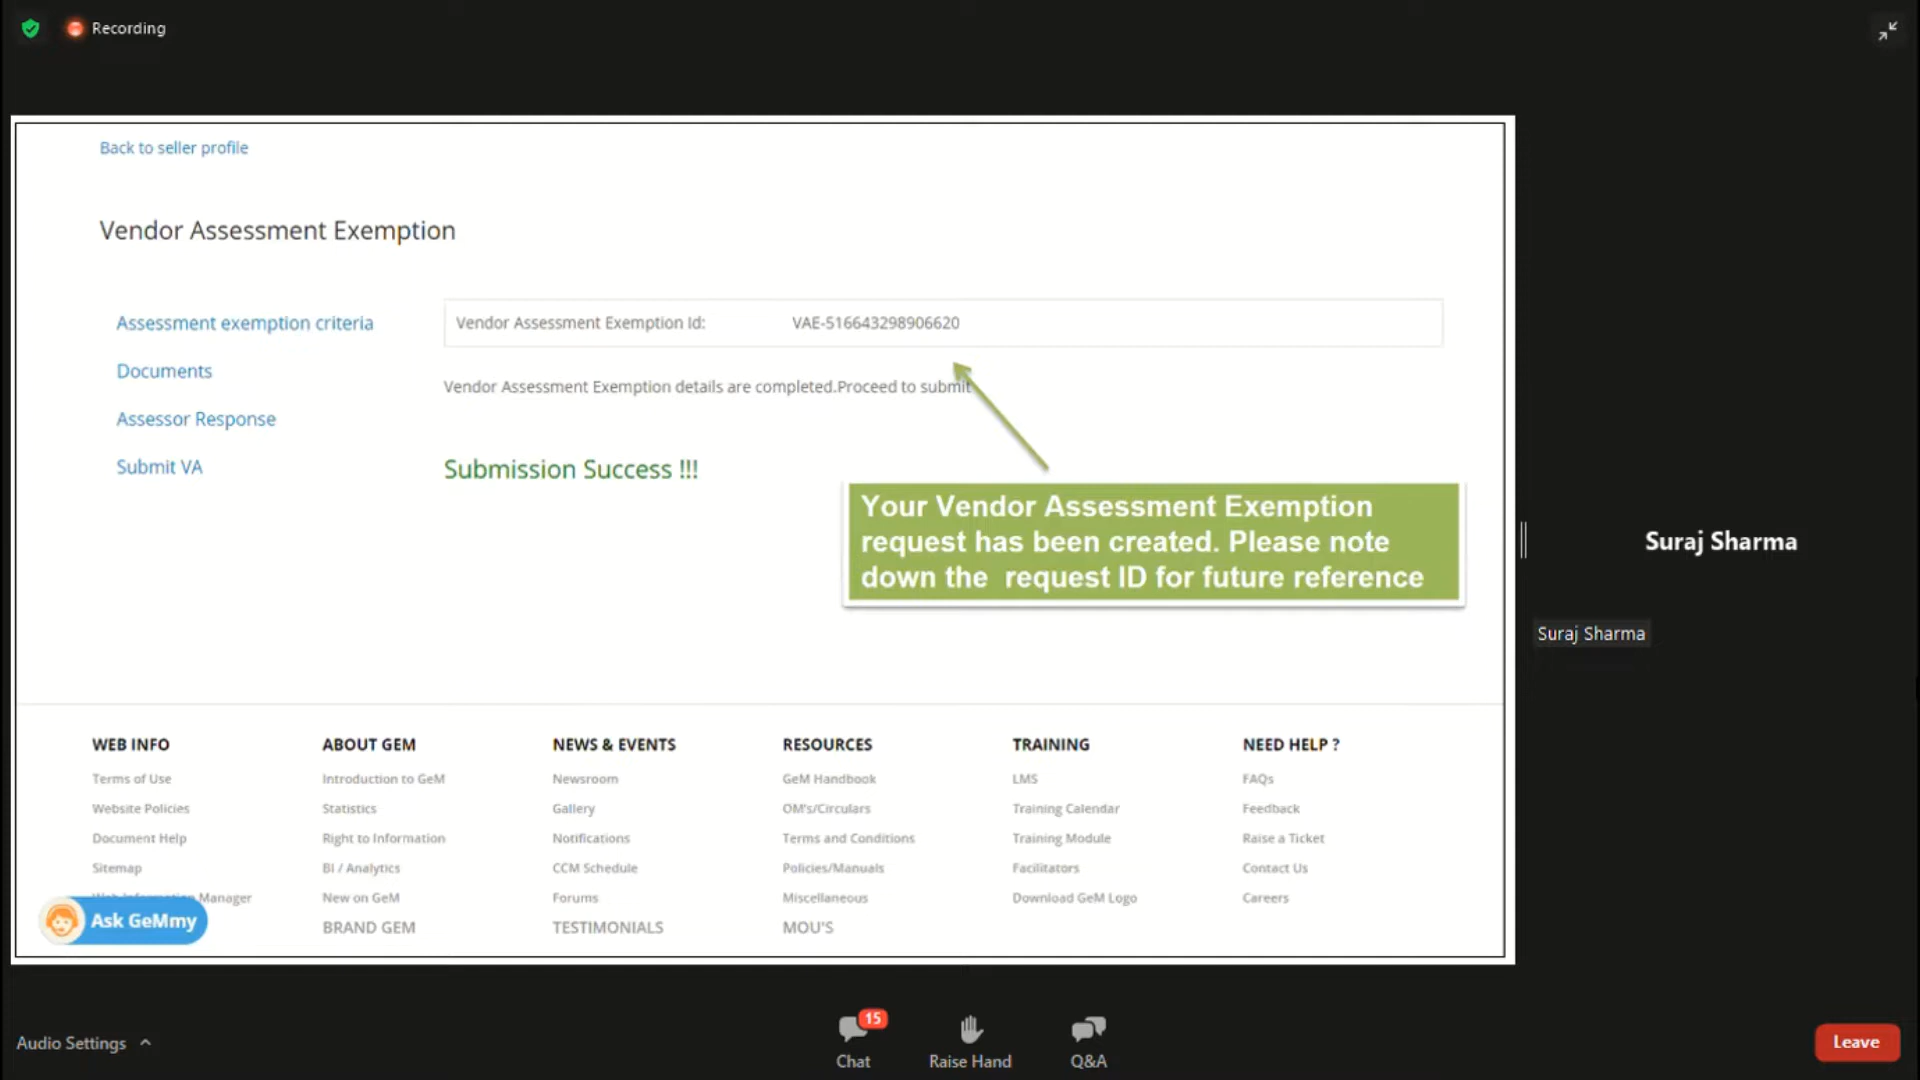 Recording
Back to seller profile
Vendor Assessment Exemption
Assessment exemption criteria
Documents
Assessor Response
Submit VA
Vendor Assessment Exemption Id: VAE-516643298906620
Vendor Assessment Exemption details are completed.Proceed to submit
Submission Success !!!
Your Vendor Assessment Exemption
request has been created. Please note
down the request ID for future reference
Suraj Sharma
Suraj Sharma
WEB INFO
Terms of Use
Website Policies
Document Help
Sitemap
Web Information Manager
ABOUT GEM
Introduction to GeM
Statistics
Right to Information
BI / Analytics
New on GeM
BRAND GEM
NEWS & EVENTS
Newsroom
Gallery
Notifications
CCM Schedule
Forums
TESTIMONIALS
RESOURCES
GeM Handbook
OM's/Circulars
Terms and Conditions
Policies/Manuals
Miscellaneous
MOU'S
TRAINING
LMS
Training Calendar
Training Module
Facilitators
Download GeM Logo
NEED HELP ?
FAQs
Feedback
Raise a Ticket
Contact Us
Careers
Ask GeMmy
Audio Settings
15
Chat
Raise Hand
Q&A
Leave